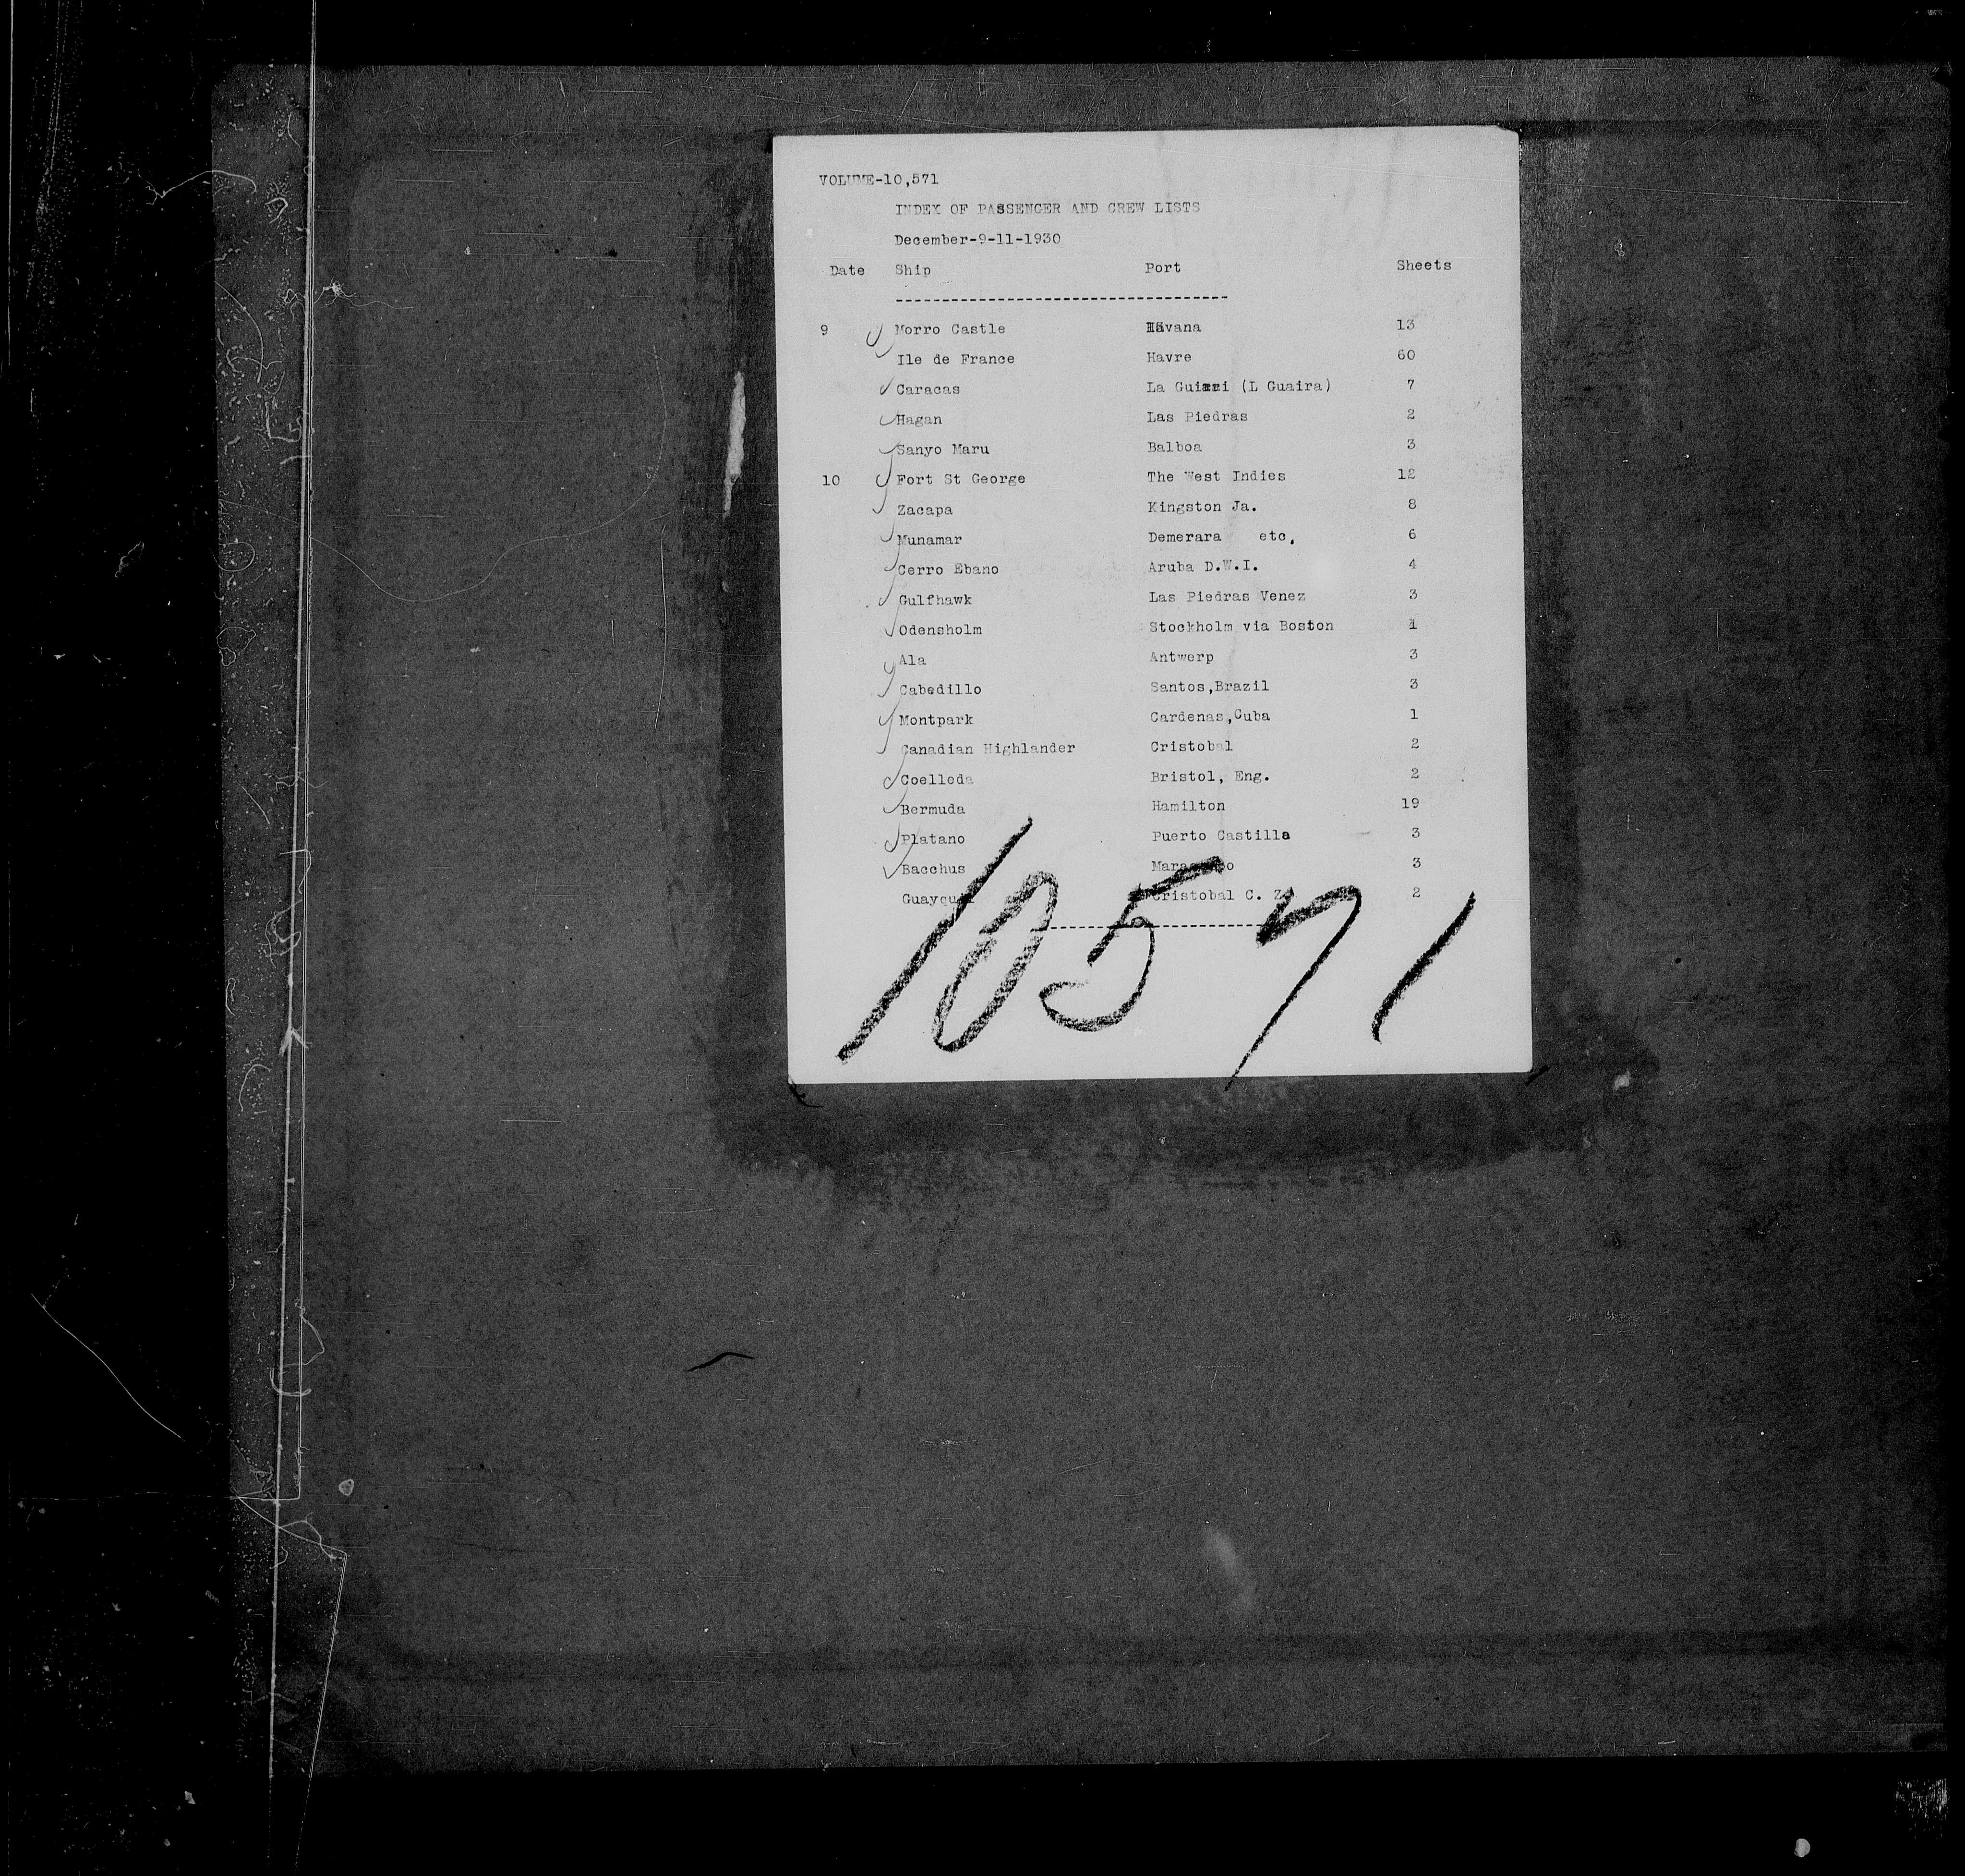 VOLUME-10,571
INDEX OF PASSENGER AND CREW LISTS
December-9-11-1930
Date Ship Port Sheets
9 Morro Castle Havana 13
Ile de France Havre 60
Caracas La (L Guaira) 7
Hagan Las Piedras 2
Sanyo Maru Balboa 3
10 Fort St George The West Indies 12
Zacapa Kingston Ja. 8
Munamar Demerara etc. 6
Cerro Ebano Aruba D.W.I. 4
Gulfhawk Las Piedras Venez 3
Odensholm Stockholm via Boston 1
Ala Antwerp 3
Cabedillo Santos,Brazil 3
Montpark Cardenas,Cuba 1
Canadian Highlander Cristobal 2
Coelleda Bristol, Eng. 2
Bermuda Hamilton 19
Platano Puerto Castilla 3
Bacchus 3
Cristobal C. Z 2
10571